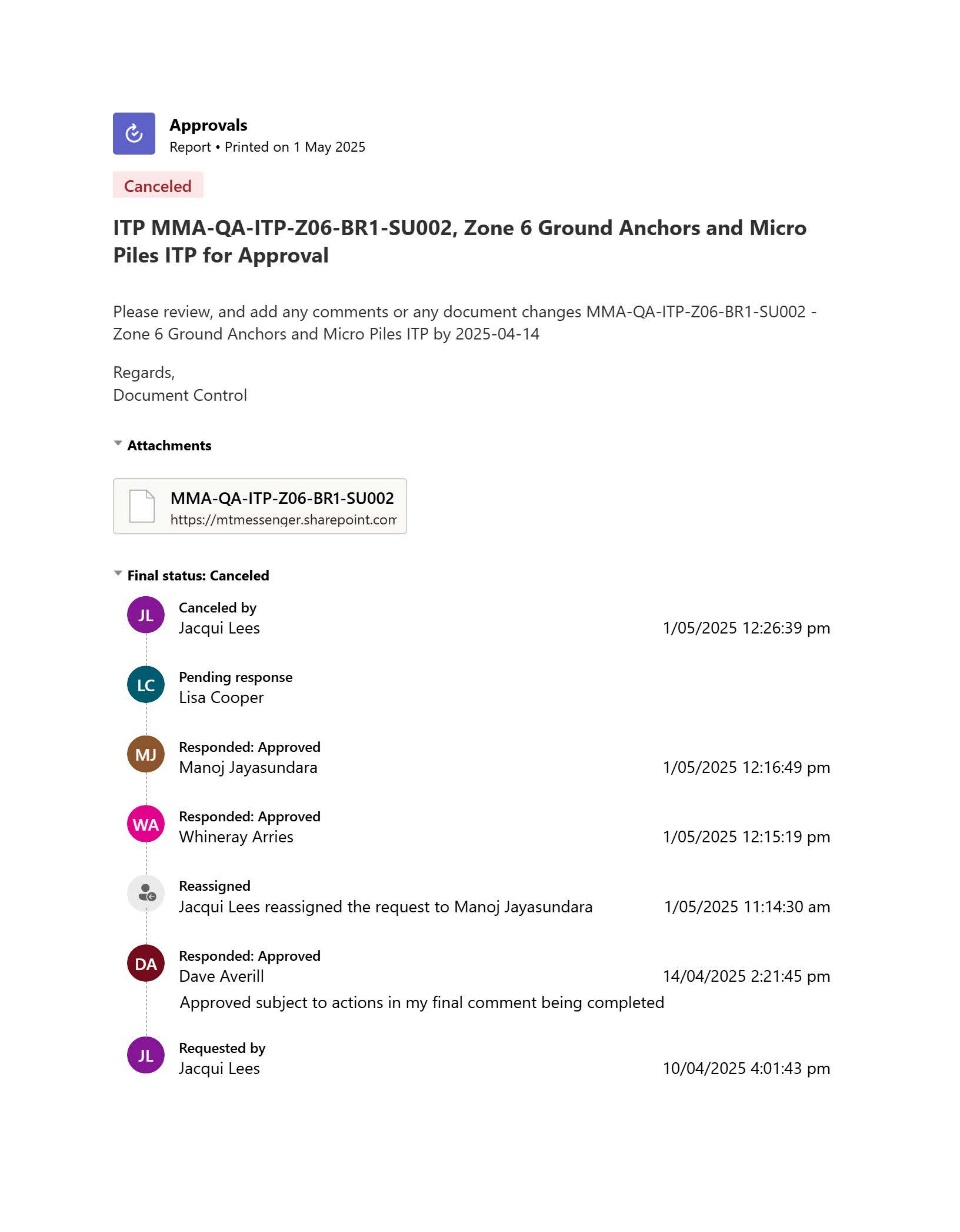 Approvals
Report • Printed on 1 May 2025
Canceled
ITP MMA-QA-ITP-Z06-BR1-SU002, Zone 6 Ground Anchors and Micro
Piles ITP for Approval
Please review, and add any comments or any document changes MMA-QA-ITP-Z06-BR1-SU002 -
Zone 6 Ground Anchors and Micro Piles ITP by 2025-04-14
Regards,
Document Control
Attachments
MMA-QA-ITP-Z06-BR1-SU002
https://mtmessenger.sharepoint.com
Final status: Canceled
JL
Canceled by
Jacqui Lees 1/05/2025 12:26:39 pm
LC
Pending response
Lisa Cooper
MJ
Responded: Approved
Manoj Jayasundara 1/05/2025 12:16:49 pm
WA
Responded: Approved
Whineray Arries 1/05/2025 12:15:19 pm
Reassigned
Jacqui Lees reassigned the request to Manoj Jayasundara 1/05/2025 11:14:30 am
DA
Responded: Approved
Dave Averill 14/04/2025 2:21:45 pm
Approved subject to actions in my final comment being completed
JL
Requested by
Jacqui Lees 10/04/2025 4:01:43 pm